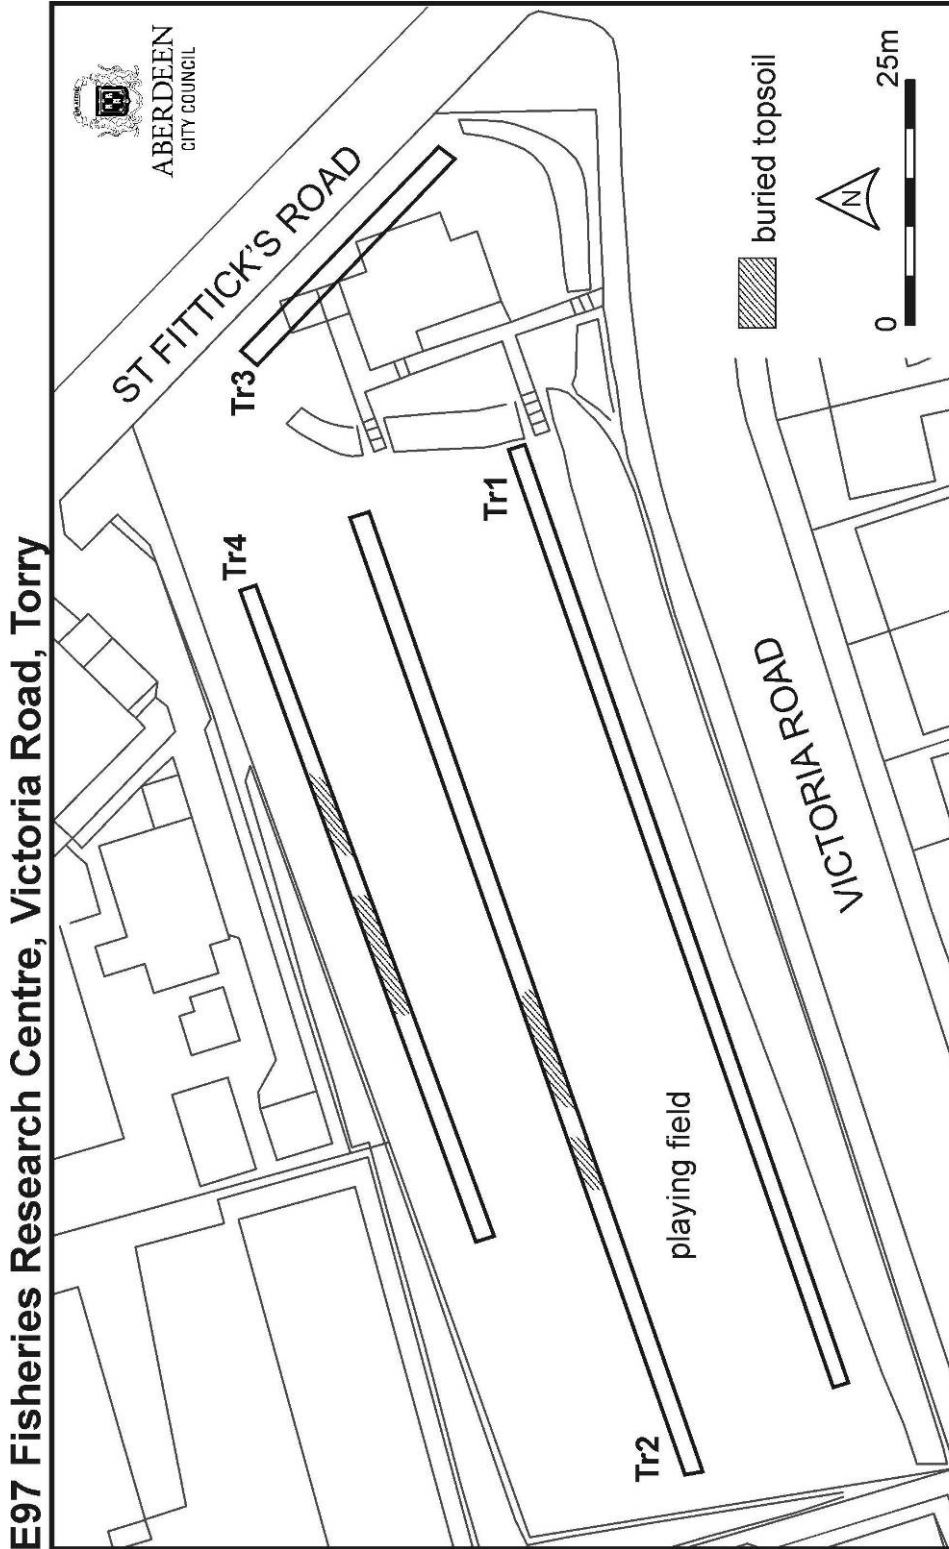 E97 Fisheries Research Centre, Victoria Road, Torry
ABERDEEN
CITY COUNCIL
ST FITTICK'S ROAD
Tr3
Tr4
Tr1
Tr2
playing field
VICTORIA ROAD
buried topsoil
N
0
25m